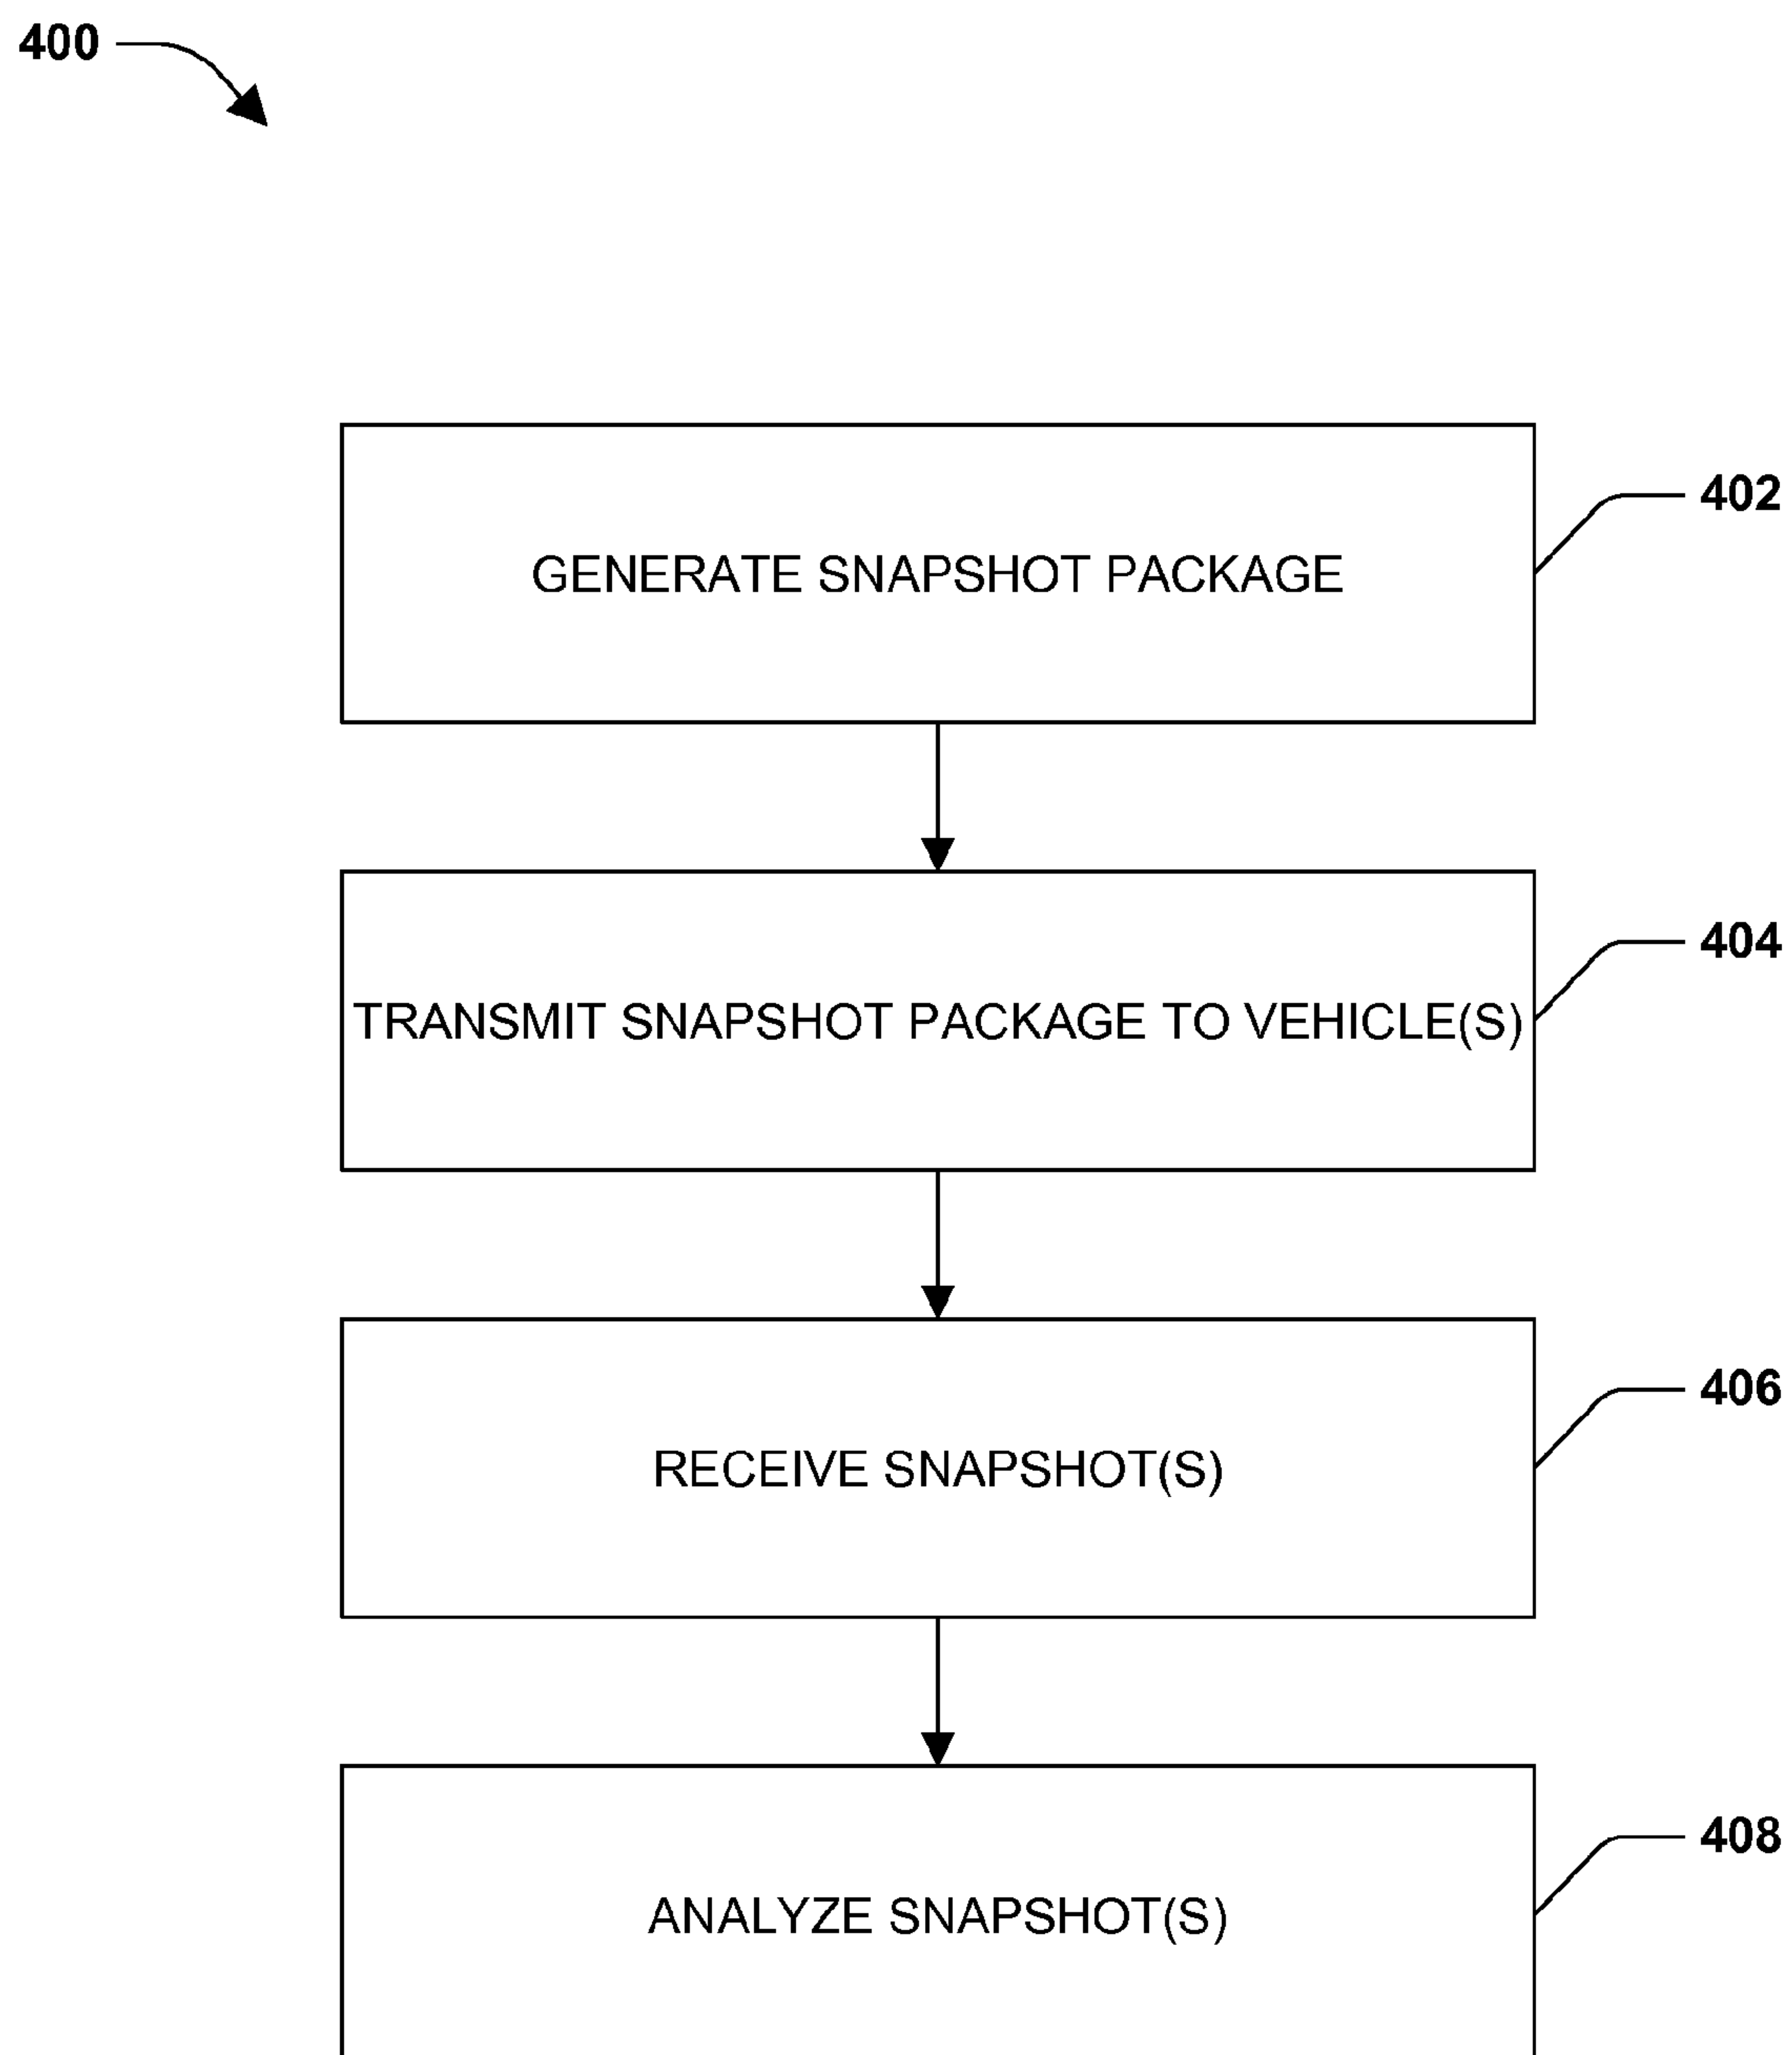 400
GENERATE SNAPSHOT PACKAGE
402
TRANSMIT SNAPSHOT PACKAGE TO VEHICLE(S)
404
RECEIVE SNAPSHOT(S)
406
ANALYZE SNAPSHOT(S)
408